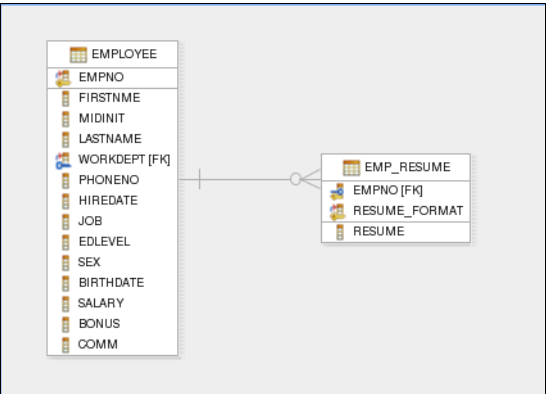 EMPLOYEE
EMPNO
FIRSTNME
MIDINIT
LASTNAME
WORKDEPT [FK]
PHONENO
HIREDATE
JOB
EDLEVEL
SEX
BIRTHDATE
SALARY
BONUS
COMM
EMP_RESUME
EMPNO [FK]
RESUME_FORMAT
RESUME